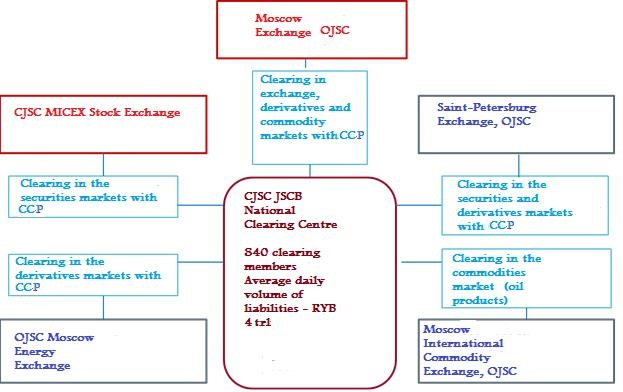 Moscow
Exchange OJSC
Clearing in
exchange,
derivatives and
commodity
markets with CCP
CJSC MICEX Stock Exchange
Saint-Petersburg
Exchange, OJSC
Clearing in the
securities markets with
CCP
CJSC JSCB
National
Clearing Centre
840 clearing
members
Average daily
volume of
liabilities – RYB
4 trl
Clearing in the
securities and
derivatives markets
with CCP
Clearing in the
derivatives markets with
CCP
Clearing in the
commodities
market (oil
products)
OJSC Moscow
Energy
Exchange
Moscow
International
Commodity
Exchange, OJSC